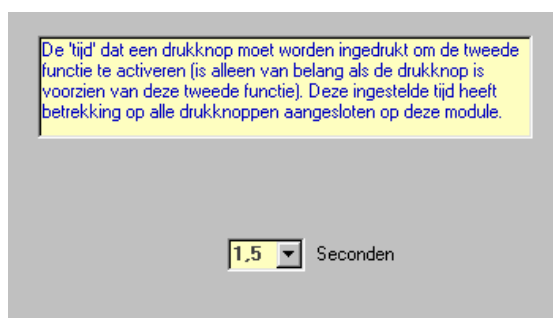 De 'tijd' dat een drukknop moet worden ingedrukt om de tweede
functie te activeren (is alleen van belang als de drukknop is
voorzien van deze tweede functie). Deze ingestelde tijd heeft
betrekking op alle drukknoppen aangesloten op deze module.
1,5 Seconden